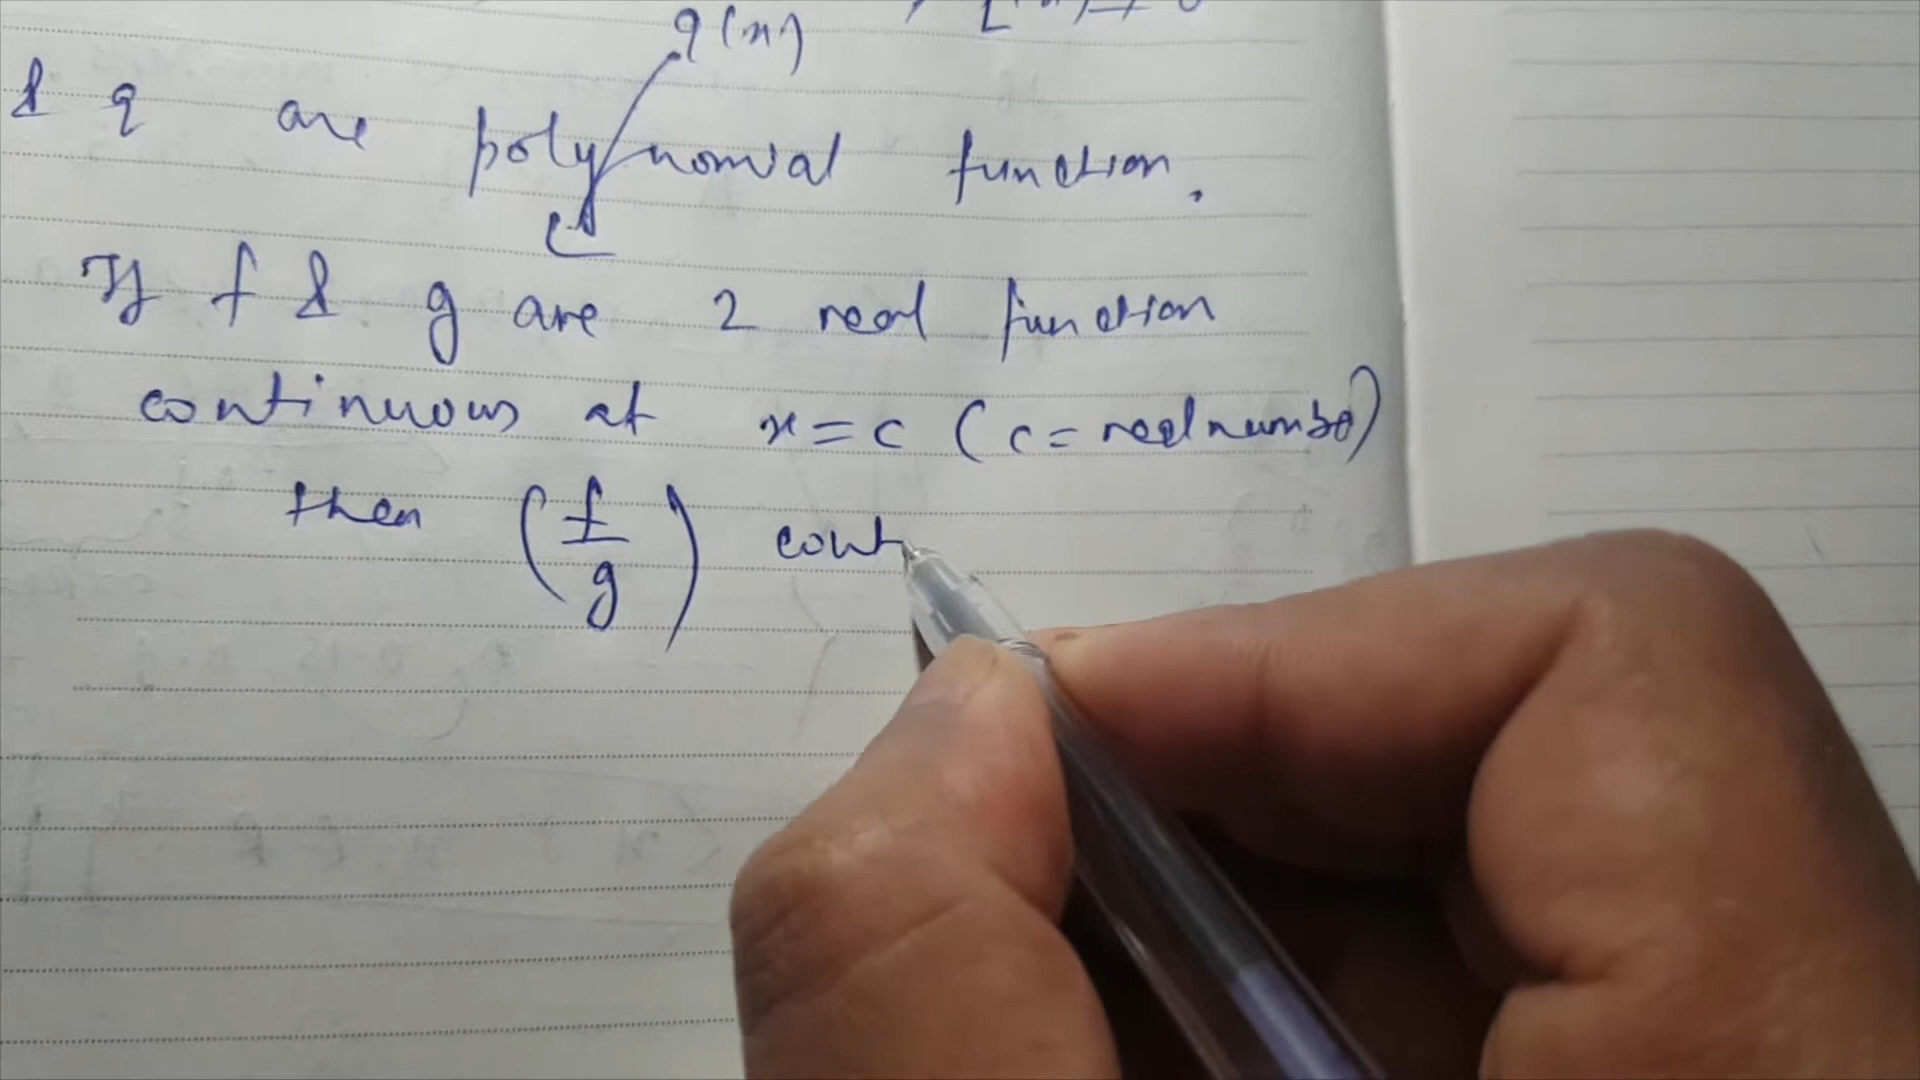 q(x)
& q are polynomial function.
If f & g are 2 real function
continuous at x=c (c= real number)
then (f/g) cont